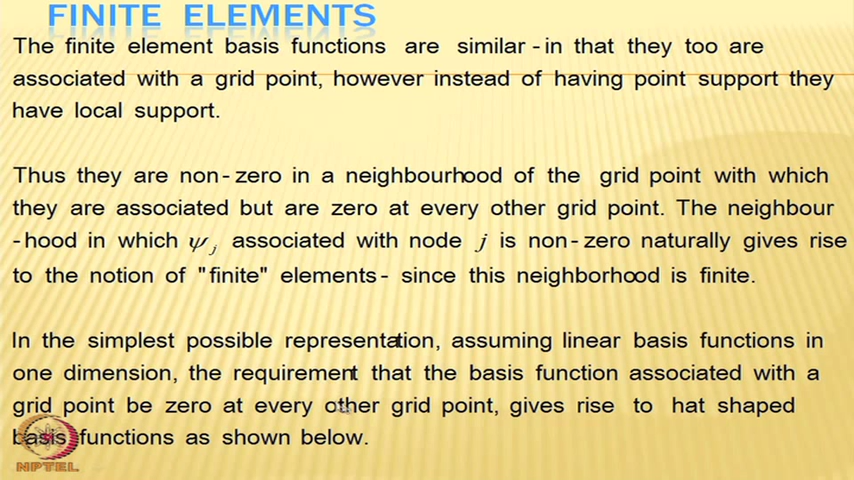 FINITE ELEMENTS
The finite element basis functions are similar - in that they too are
associated with a grid point, however instead of having point support they
have local support.
Thus they are non - zero in a neighbourhood of the grid point with which
they are associated but are zero at every other grid point. The neighbour
- hood in which ψj associated with node j is non - zero naturally gives rise
to the notion of "finite" elements - since this neighborhood is finite.
In the simplest possible representation, assuming linear basis functions in
one dimension, the requirement that the basis function associated with a
grid point be zero at every other grid point, gives rise to hat shaped
basis functions as shown below.
NPTEL